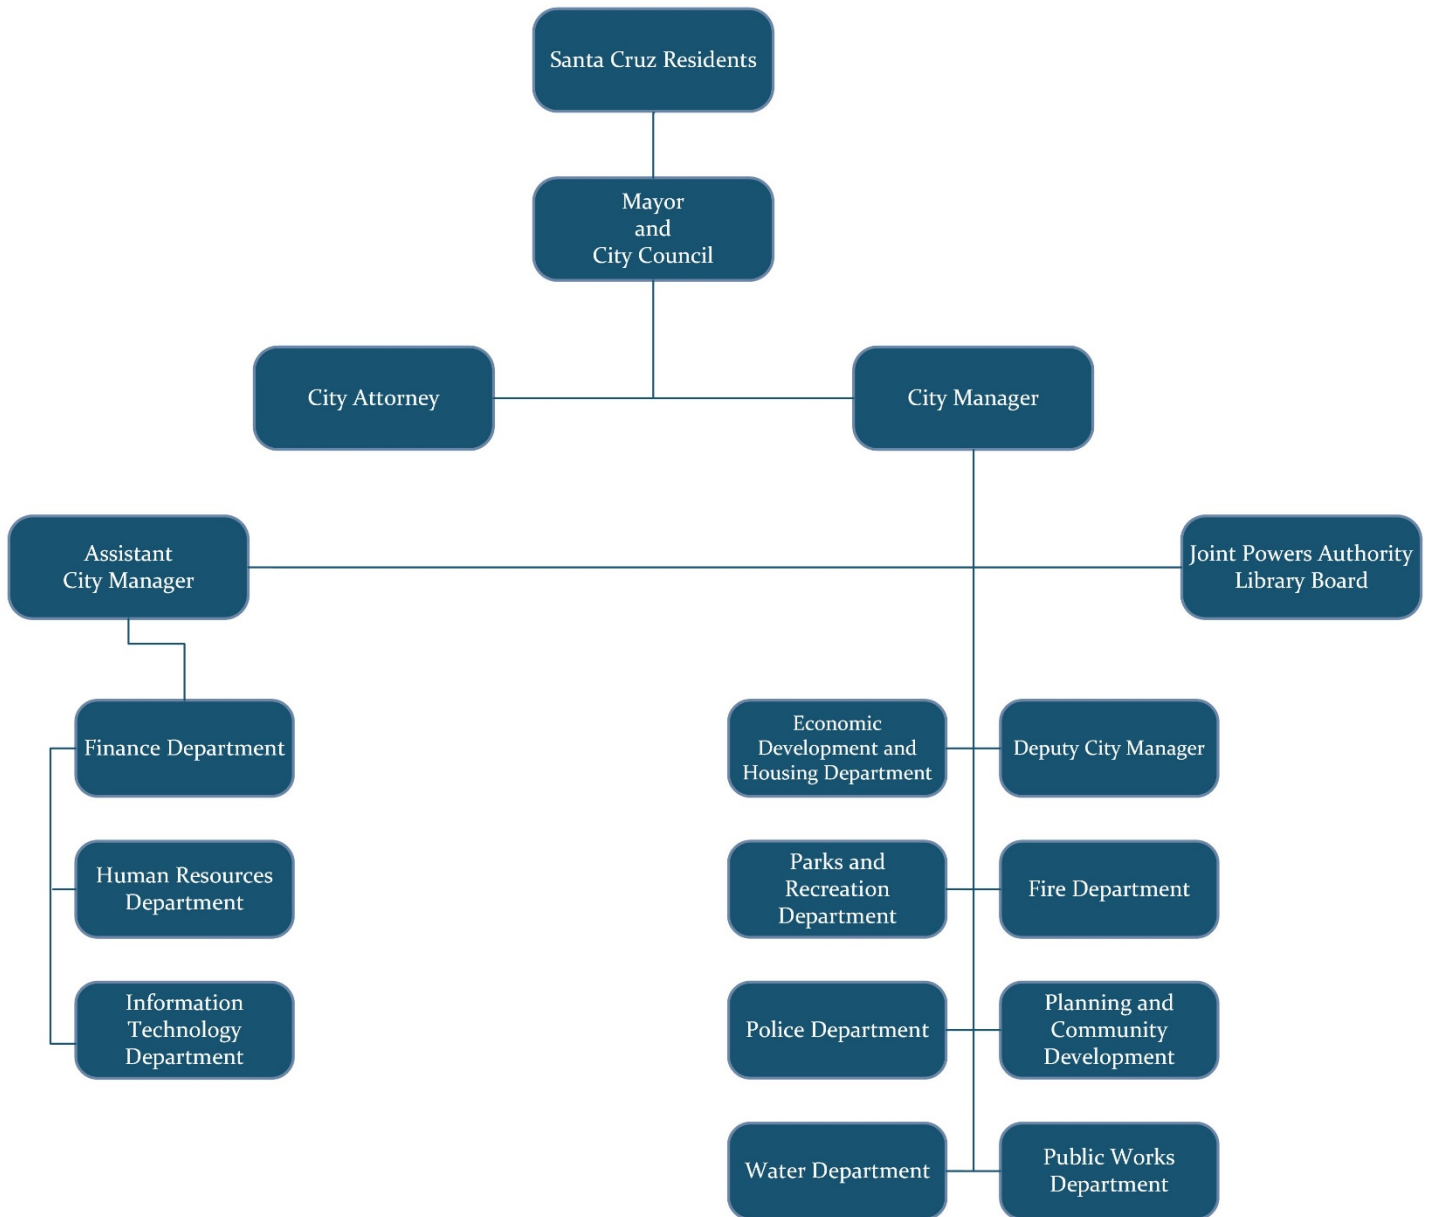 Santa Cruz Residents
Mayor
and
City Council
City Attorney
City Manager
Assistant
City Manager
Joint Powers Authority
Library Board
Finance Department
Human Resources
Department
Information
Technology
Department
Economic
Development and
Housing Department
Deputy City Manager
Parks and
Recreation
Department
Fire Department
Police Department
Planning and
Community
Development
Water Department
Public Works
Department